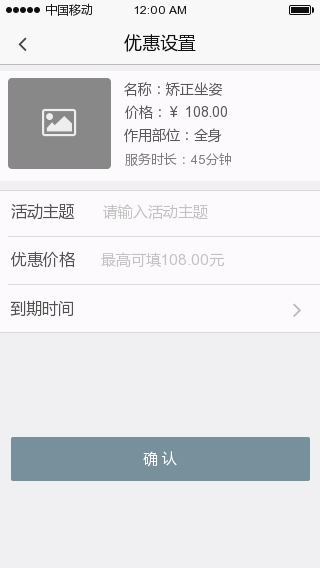 中国移动 12:00 AM
优惠设置
名称：矫正坐姿
价格：¥ 108.00
作用部位：全身
服务时长：45分钟
活动主题 请输入活动主题
优惠价格 最高可填108.00元
到期时间
确 认